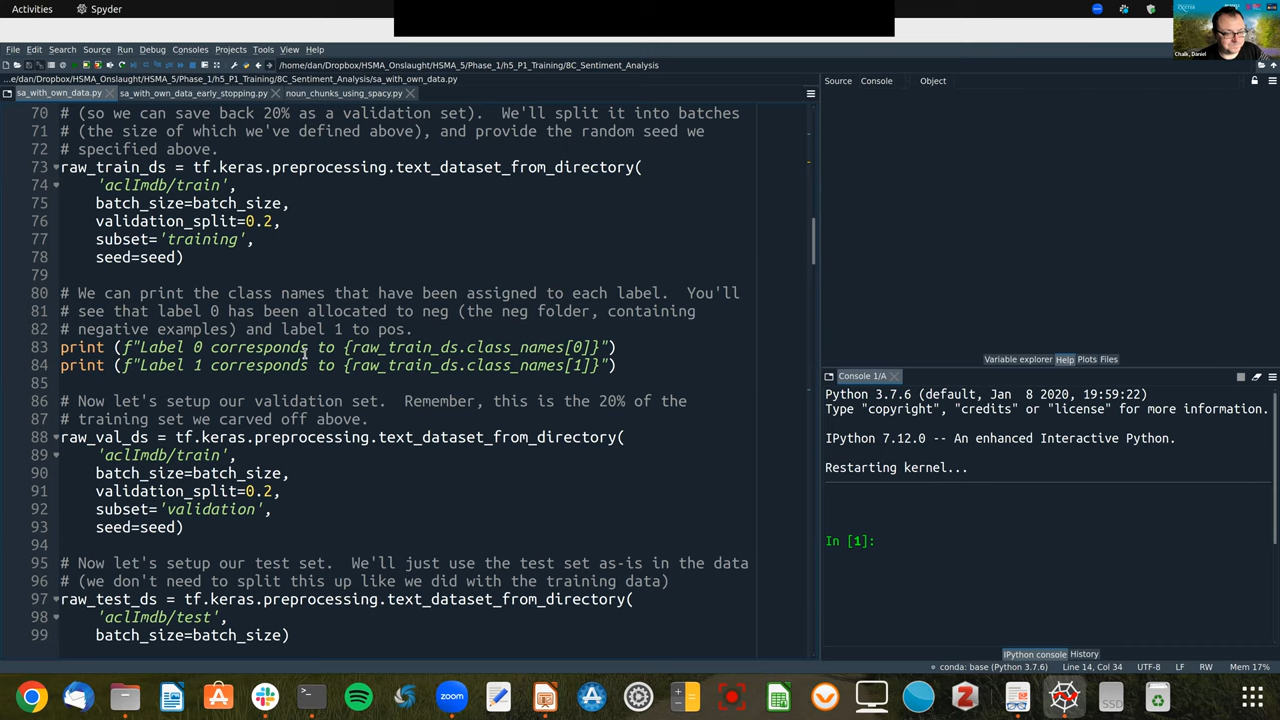 Activities
Spyder
Chalk, Daniel
File Edit Search Source Run Debug Consoles Projects Tools View Help
/home/dan/Dropbox/HSMA_Onslaught/HSMA_5/Phase_1/h5_P1_Training/8C_Sentiment_Analysis
…e/dan/Dropbox/HSMA_Onslaught/HSMA_5/Phase_1/h5_P1_Training/8C_Sentiment_Analysis/sa_with_own_data.py
sa_with_own_data.py
sa_with_own_data_early_stopping.py
noun_chunks_using_spacy.py
70 # (so we can save back 20% as a validation set).  We'll split it into batches
71 # (the size of which we've defined above), and provide the random seed we
72 # specified above.
73 raw_train_ds = tf.keras.preprocessing.text_dataset_from_directory(
74     'aclImdb/train',
75     batch_size=batch_size,
76     validation_split=0.2,
77     subset='training',
78     seed=seed)
79
80 # We can print the class names that have been assigned to each label.  You'll
81 # see that label 0 has been allocated to neg (the neg folder, containing
82 # negative examples) and label 1 to pos.
83 print (f"Label 0 corresponds to {raw_train_ds.class_names[0]}")
84 print (f"Label 1 corresponds to {raw_train_ds.class_names[1]}")
85
86 # Now let's setup our validation set.  Remember, this is the 20% of the
87 # training set we carved off above.
88 raw_val_ds = tf.keras.preprocessing.text_dataset_from_directory(
89     'aclImdb/train',
90     batch_size=batch_size,
91     validation_split=0.2,
92     subset='validation',
93     seed=seed)
94
95 # Now let's setup our test set.  We'll just use the test set as-is in the data
96 # (we don't need to split this up like we did with the training data)
97 raw_test_ds = tf.keras.preprocessing.text_dataset_from_directory(
98     'aclImdb/test',
99     batch_size=batch_size)
Source Console Object
Variable explorer Help Plots Files
Console 1/A
Python 3.7.6 (default, Jan  8 2020, 19:59:22)
Type "copyright", "credits" or "license" for more information.
IPython 7.12.0 -- An enhanced Interactive Python.
Restarting kernel...
In [1]:
IPython console History
conda: base (Python 3.7.6) Line 14, Col 34 UTF-8 LF RW Mem 17%
zoom
SSD